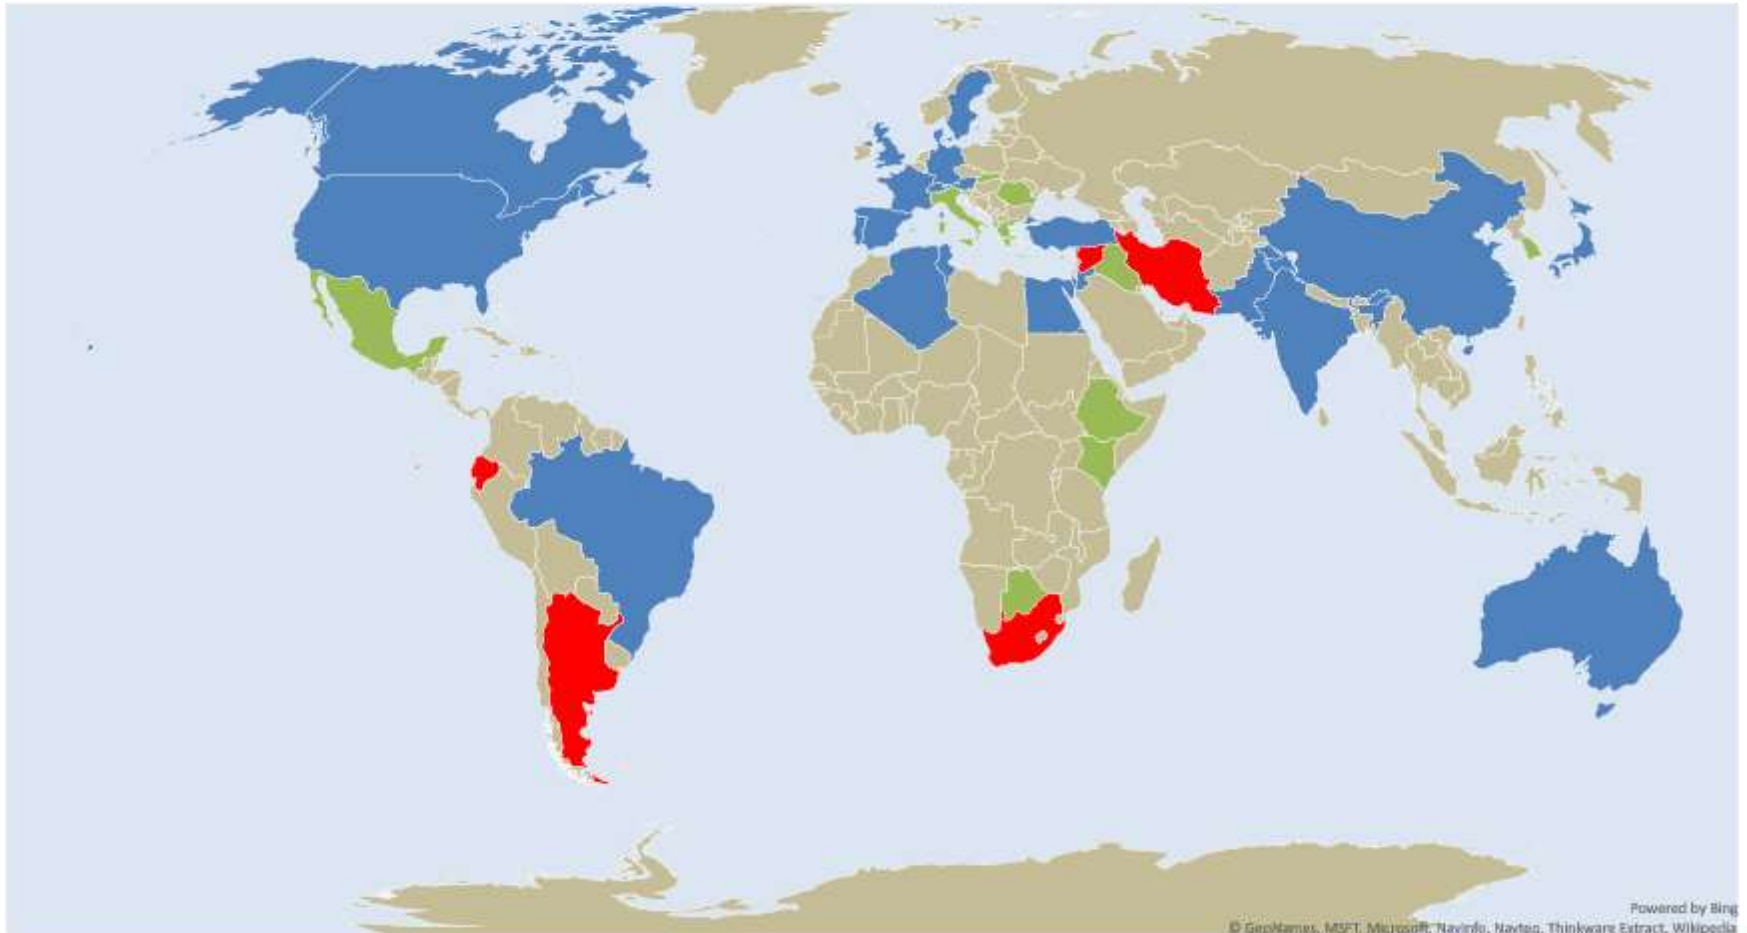 Powered by Bing
© GeoNames, MSFT, Microsoft, Navinfo, Navteq, Thinkware Extract, Wikipedia